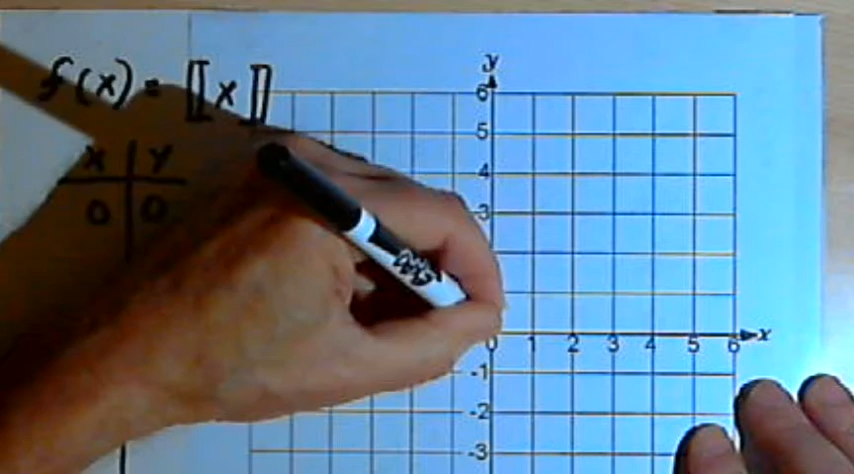 f(x) = [[x]]
x | y
0 | 0
y
6
5
4
3
0 1 2 3 4 5 6 x
-1
-2
-3